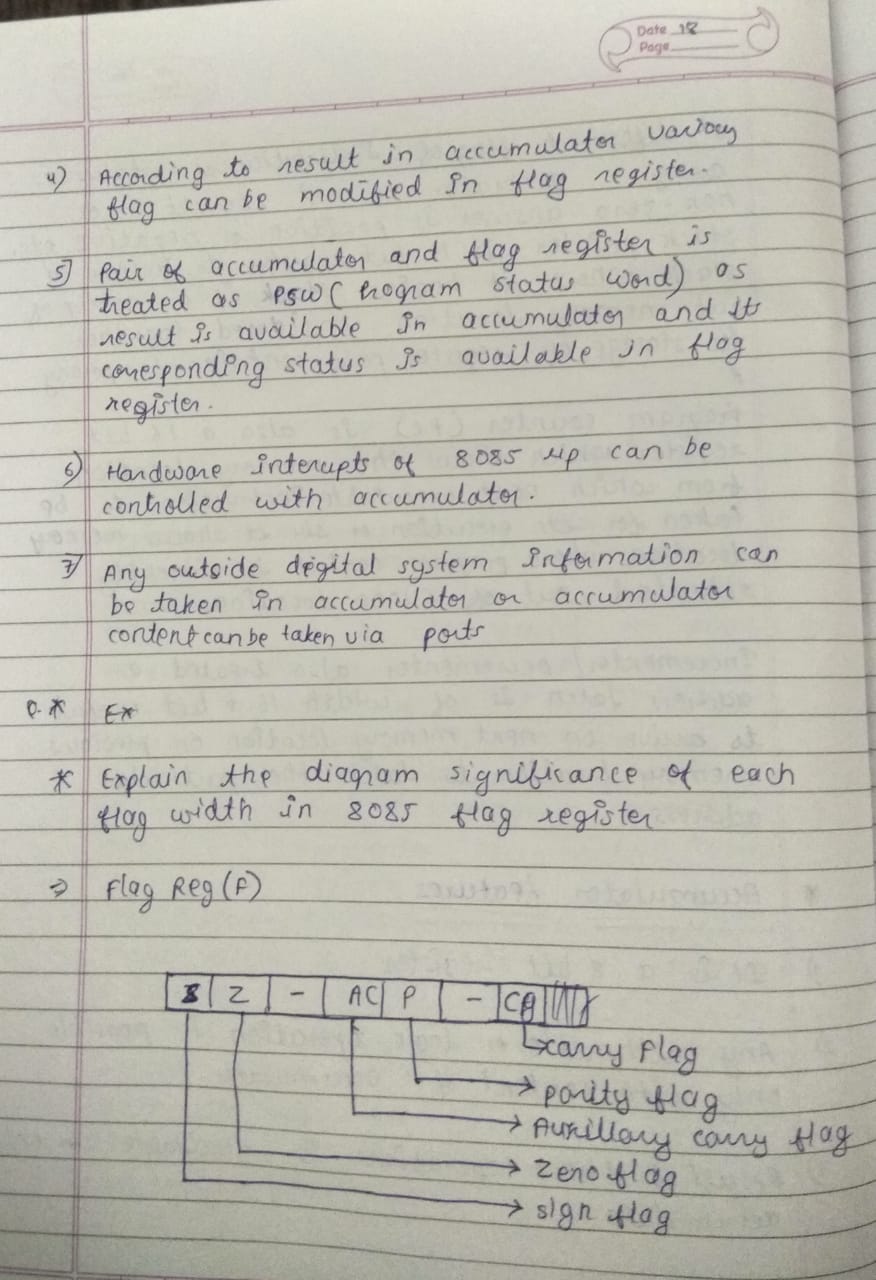 Date 18
Page
4) According to result in accumulator various
flag can be modified in flag register.
5) Pair of accumulator and flag register is
treated as PSW (Program status word) as
result is available in accumulator and its
corresponding status is available in flag
register.
6) Hardware interupts of 8085 μp can be
controlled with accumulator.
7) Any outside digital system information can
be taken in accumulator or accumulator
content can be taken via ports
Q.* Ex
* Explain the diagram significance of each
flag width in 8085 flag register
⇒ Flag Reg (F)
S Z - AC P - C
carry Flag
parity flag
Auxillary carry flag
Zero flag
sign flag